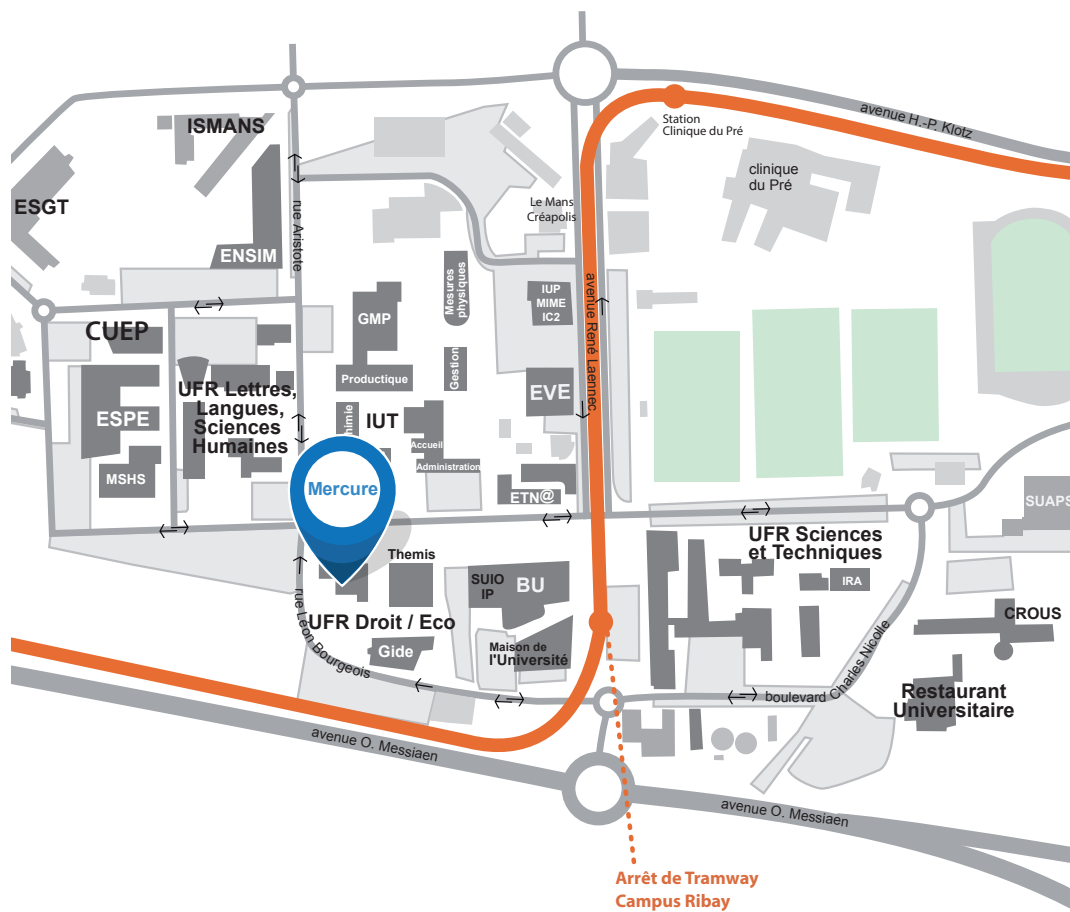 avenue H.-P. Klotz
Station
Clinique du Pré
ISMANS
clinique
du Pré
ESGT
Le Mans
Créapolis
rue Aristote
ENSIM
Mesures
physiques
avenue René Laennec
IUP
MIME
IC2
GMP
CUEP
Productique
Gestion
EVE
UFR Lettres,
Langues,
Sciences
Humaines
ESPE
IUT
Accueil
Administration
MSHS
Mercure
ETN@
SUAPS
UFR Sciences
et Techniques
Themis
SUIO
IP
BU
IRA
CROUS
UFR Droit / Eco
rue Léon Bourgeois
Gide
Maison de
l'Université
boulevard Charles Nicolle
Restaurant
Universitaire
avenue O. Messiaen
avenue O. Messiaen
Arrêt de Tramway
Campus Ribay